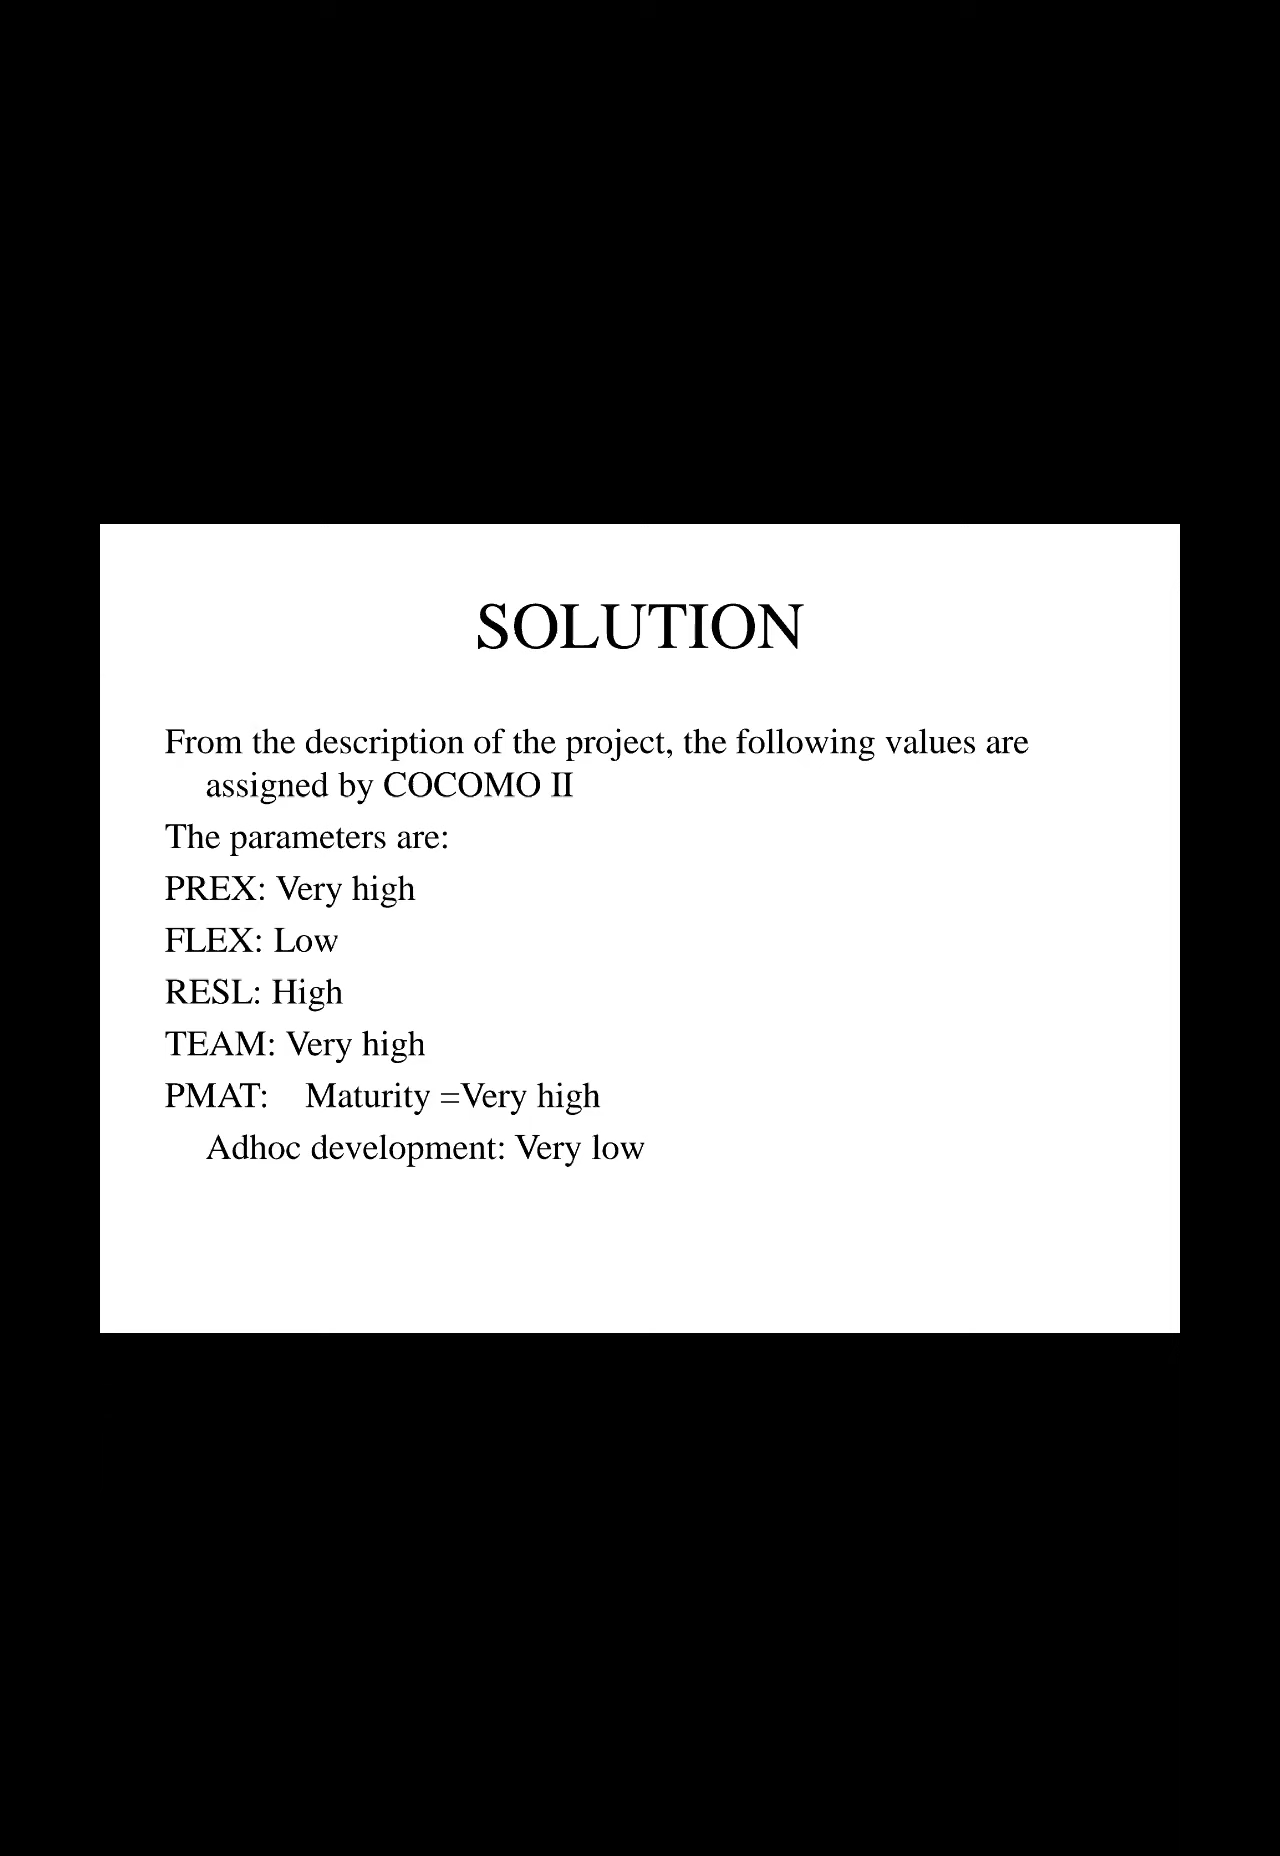 SOLUTION
From the description of the project, the following values are
assigned by COCOMO II
The parameters are:
PREX: Very high
FLEX: Low
RESL: High
TEAM: Very high
PMAT: Maturity =Very high
Adhoc development: Very low